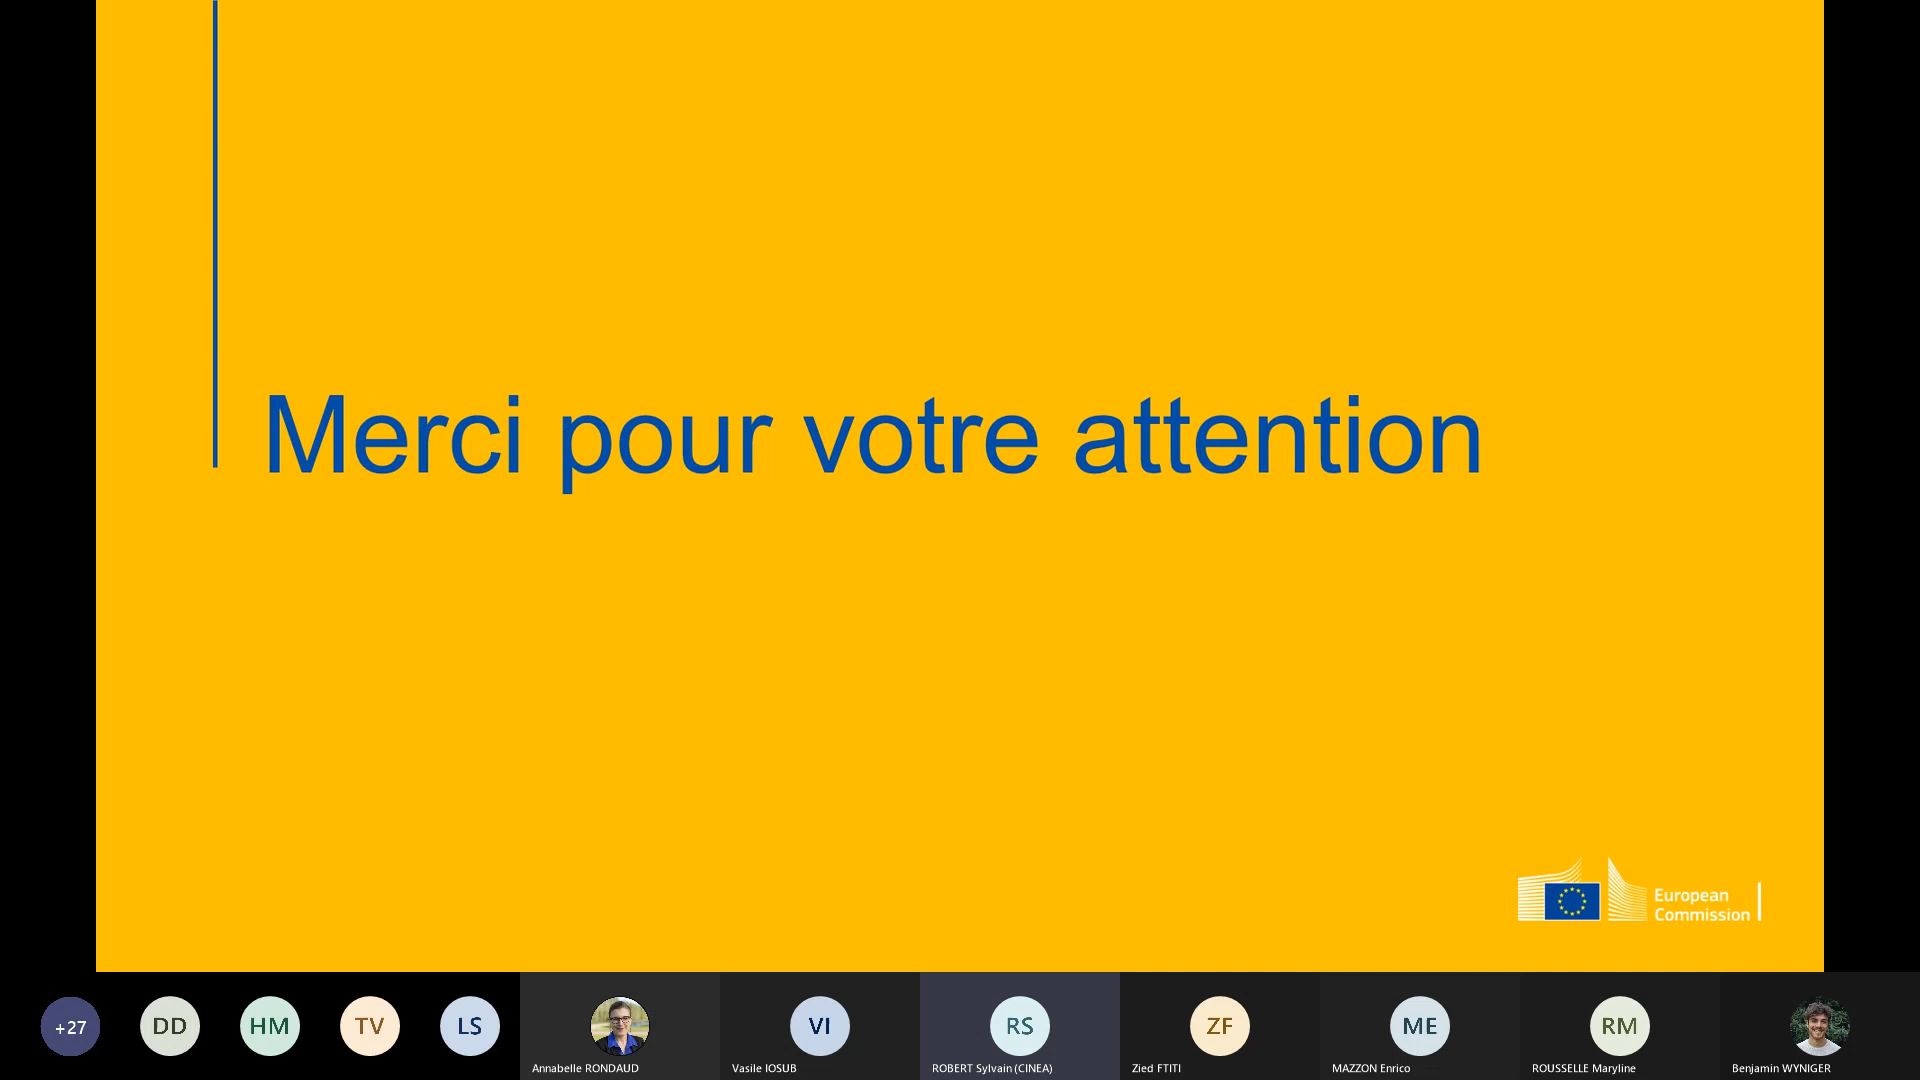 Merci pour votre attention
European
Commission
+27
DD
HM
TV
LS
VI
RS
ZF
ME
RM
Annabelle RONDAUD
Vasile IOSUB
ROBERT Sylvain (CINEA)
Zied FTITI
MAZZON Enrico
ROUSSELLE Maryline
Benjamin WYNIGER